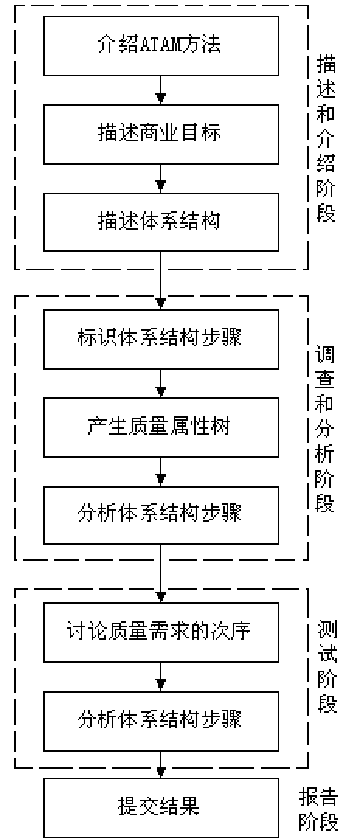 介绍ATAM方法
描述商业目标
描述体系结构
描述和介绍阶段
标识体系结构步骤
产生质量属性树
分析体系结构步骤
调查和分析阶段
讨论质量需求的次序
分析体系结构步骤
测试阶段
提交结果
报告
阶段